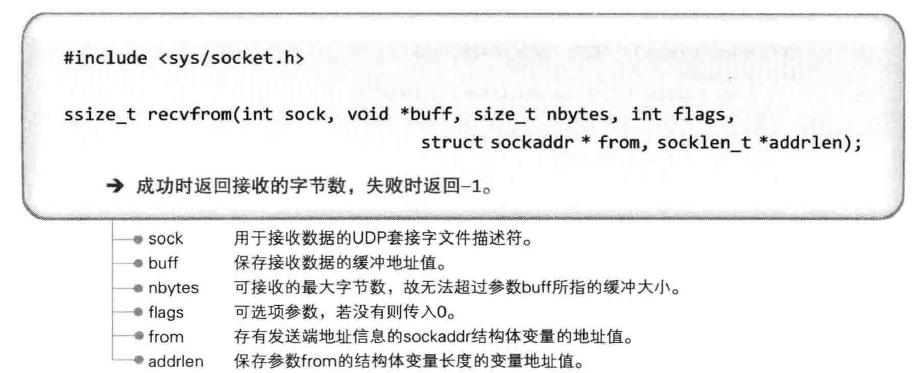 #include <sys/socket.h>
ssize_t recvfrom(int sock, void *buff, size_t nbytes, int flags,
struct sockaddr * from, socklen_t *addrlen);
→ 成功时返回接收的字节数，失败时返回–1。
sock 用于接收数据的UDP套接字文件描述符。
buff 保存接收数据的缓冲地址值。
nbytes 可接收的最大字节数，故无法超过参数buff所指的缓冲大小。
flags 可选项参数，若没有则传入0。
from 存有发送端地址信息的sockaddr结构体变量的地址值。
addrlen 保存参数from的结构体变量长度的变量地址值。